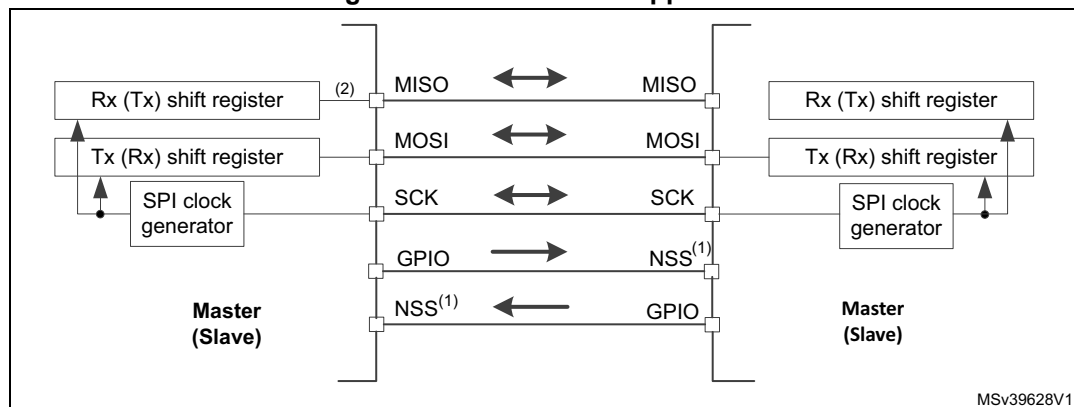 Rx (Tx) shift register
(2)
MISO
MISO
Rx (Tx) shift register
Tx (Rx) shift register
MOSI
MOSI
Tx (Rx) shift register
SPI clock
generator
SCK
SCK
SPI clock
generator
GPIO
NSS(1)
NSS(1)
GPIO
Master
(Slave)
Master
(Slave)
MSv39628V1